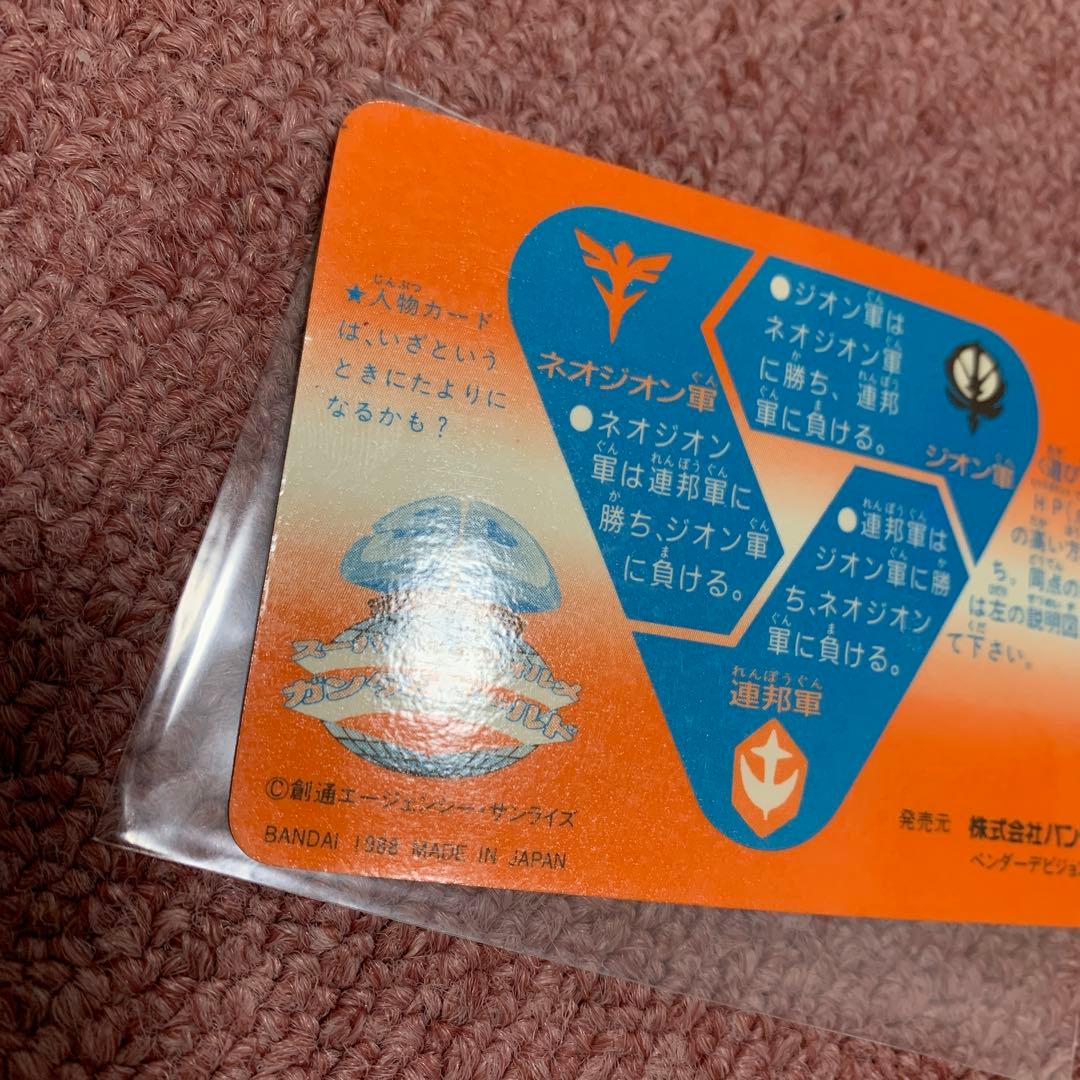 ★人物カード
は、いざという
ときにたよりに
なるかも？
ネオジオン軍
●ネオジオン
軍は連邦軍に
勝ち、ジオン軍
に負ける。
●ジオン軍は
ネオジオン軍
に勝ち、連邦
軍に負ける。
ジオン軍
●連邦軍は
ジオン軍に勝
ち、ネオジオン
軍に負ける。
連邦軍
HP
の高い方
ち。同点の
は左の説明図
て下さい。
ガン
ルド
©創通エージェンシー・サンライズ
BANDAI 1988 MADE IN JAPAN
発売元 株式会社バン
ベンダーデビジョ